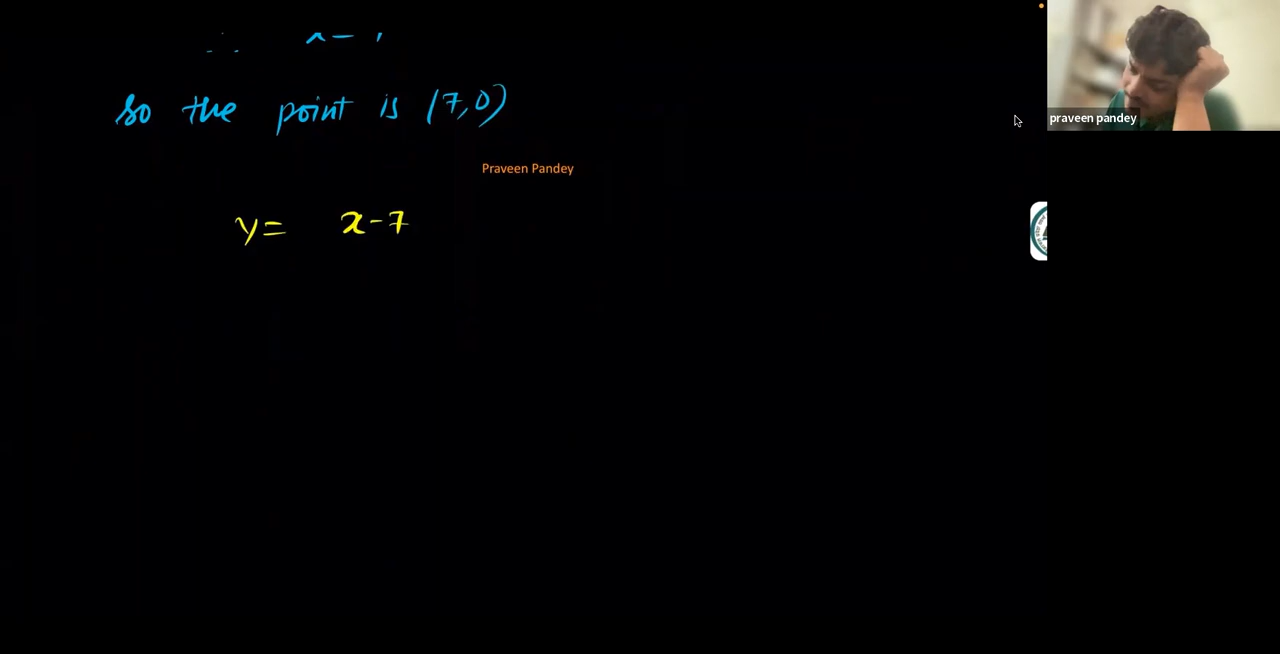 so the point is (7,0)
praveen pandey
Praveen Pandey
y= x-7